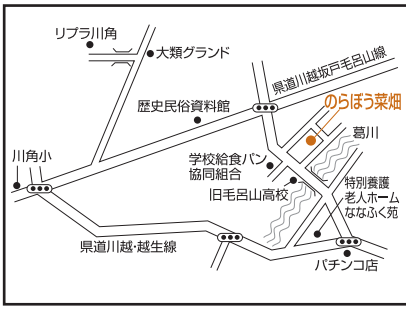 リブラ川角
大類グランド
県道川越坂戸毛呂山線
のらぼう菜畑
歴史民俗資料館
葛川
川角小
学校給食パン
協同組合
旧毛呂山高校
特別養護
老人ホーム
ななふく苑
県道川越・越生線
パチンコ店